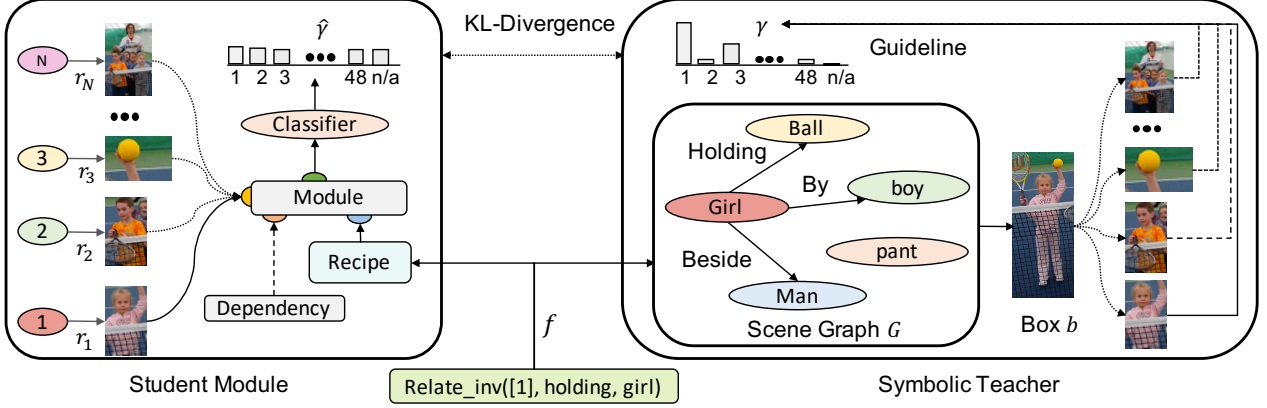 KL-Divergence
N
r_N
3
r_3
2
r_2
1
r_1
γ̂
1 2 3 48 n/a
Classifier
Module
Recipe
Dependency
f
γ
1 2 3 48 n/a
Guideline
Ball
Holding
By
boy
Girl
pant
Beside
Man
Scene Graph G
Box b
Student Module
Relate_inv([1], holding, girl)
Symbolic Teacher